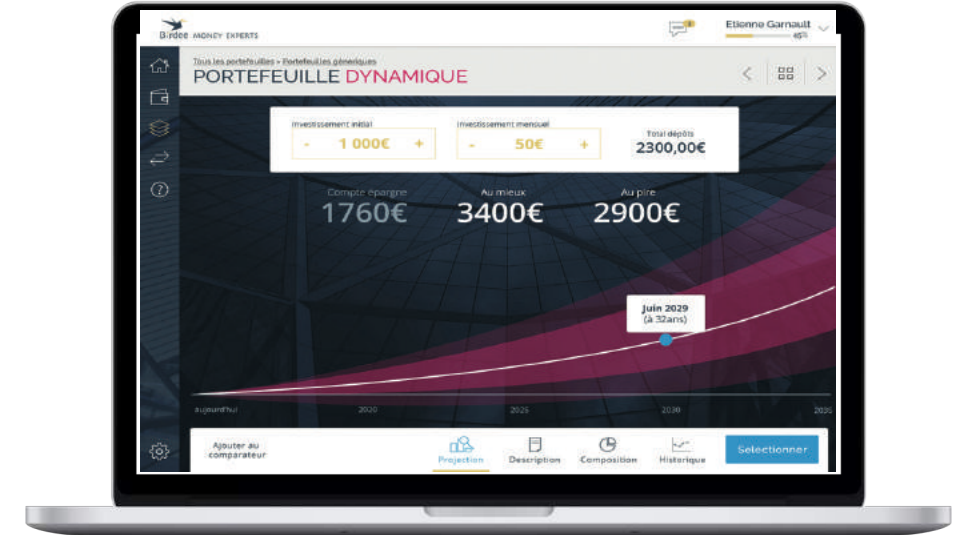 Birdee MONEY EXPERTS
Etienne Garnault
Tous les portefeuilles > Portefeuilles génériques
PORTEFEUILLE DYNAMIQUE
Investissement initial
- 1 000€ +
Investissement mensuel
- 50€ +
Total dépôts
2300,00€
Compte épargne
1760€
Au mieux
3400€
Au pire
2900€
Juin 2029
(à 32ans)
aujourd'hui
2020
2025
2030
2035
Ajouter au
comparateur
Projection
Description
Composition
Historique
Selectionner